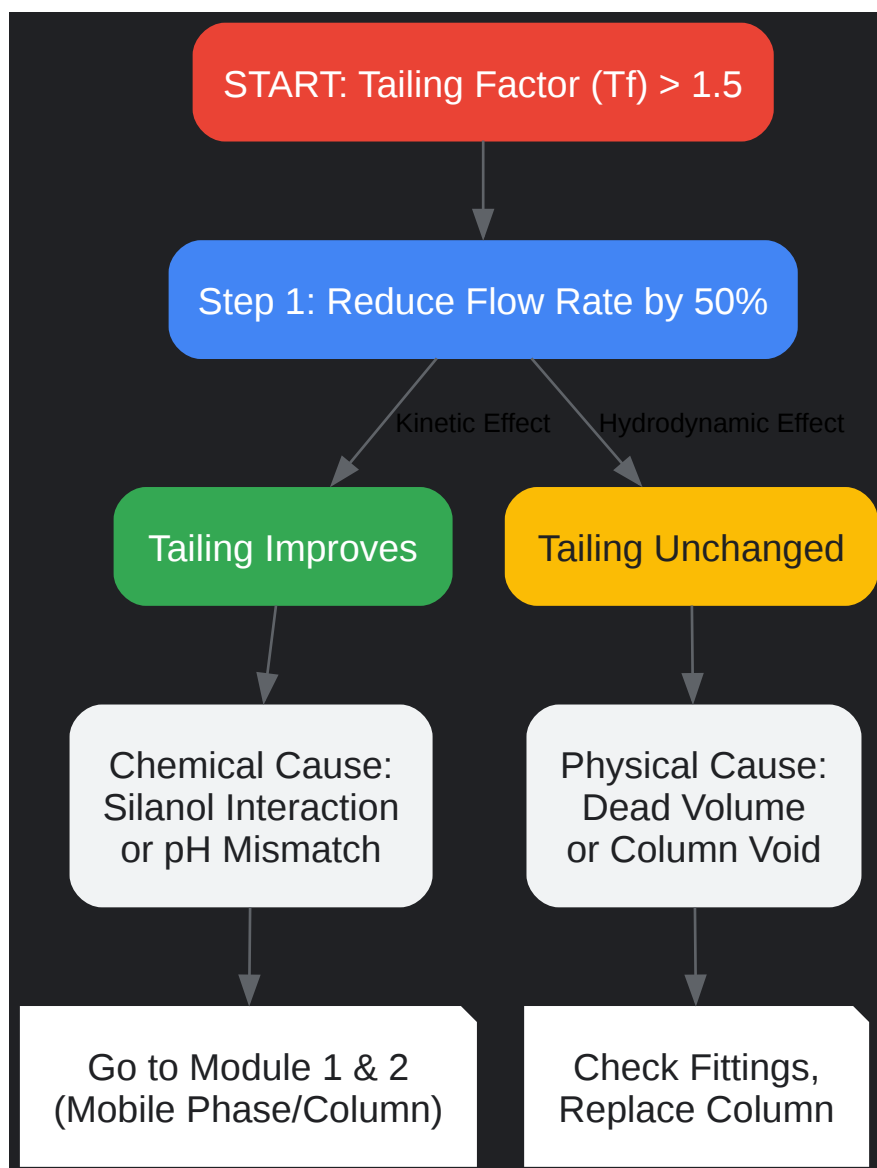 START: Tailing Factor (Tf) > 1.5
Step 1: Reduce Flow Rate by 50%
Kinetic Effect
Hydrodynamic Effect
Tailing Improves
Tailing Unchanged
Chemical Cause:
Silanol Interaction
or pH Mismatch
Physical Cause:
Dead Volume
or Column Void
Go to Module 1 & 2
(Mobile Phase/Column)
Check Fittings,
Replace Column